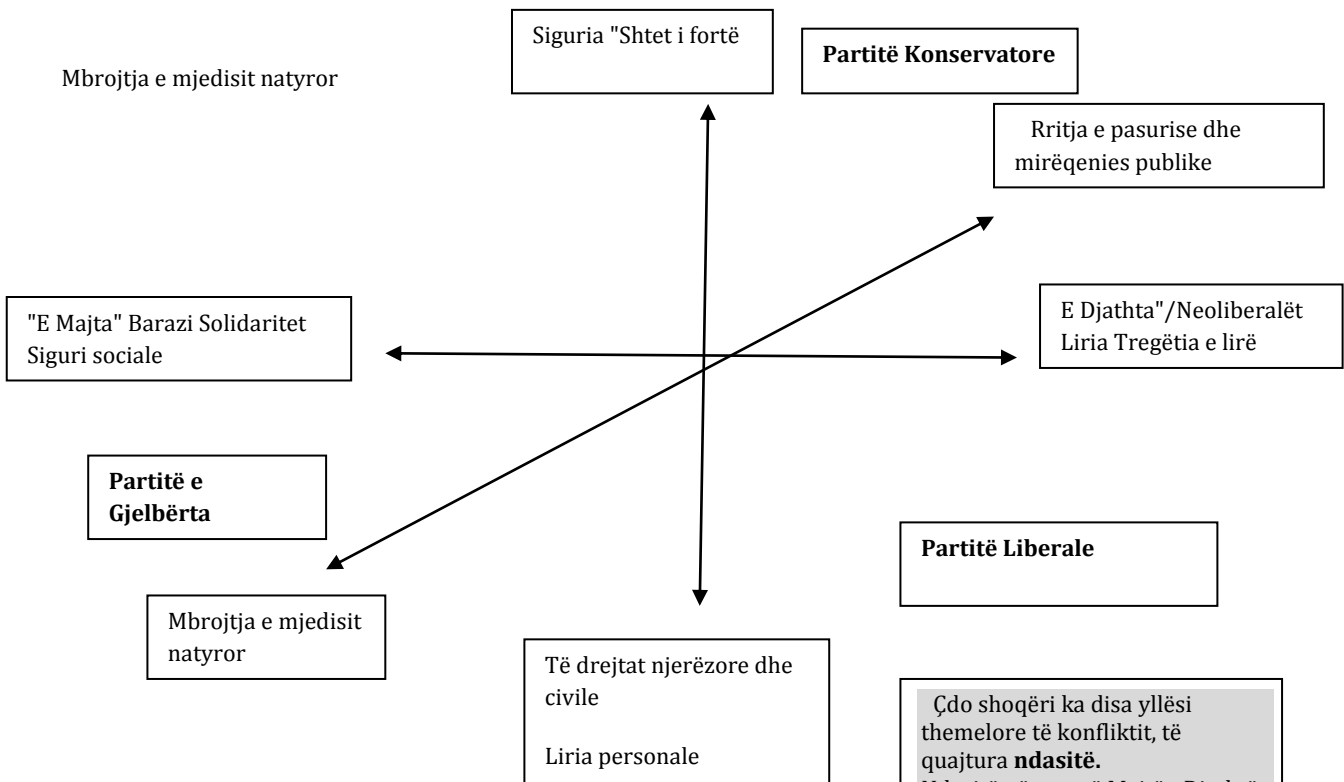 Siguria "Shtet i fortë
Partitë Konservatore
Mbrojtja e mjedisit natyror
Rritja e pasurise dhe
mirëqenies publike
"E Majta" Barazi Solidaritet
Siguri sociale
E Djathta"/Neoliberalët
Liria Tregëtia e lirë
Partitë e
Gjelbërta
Partitë Liberale
Mbrojtja e mjedisit
natyror
Të drejtat njerëzore dhe
civile
Liria personale
Çdo shoqëri ka disa yllësi
themelore të konfliktit, të
quajtura ndasitë.